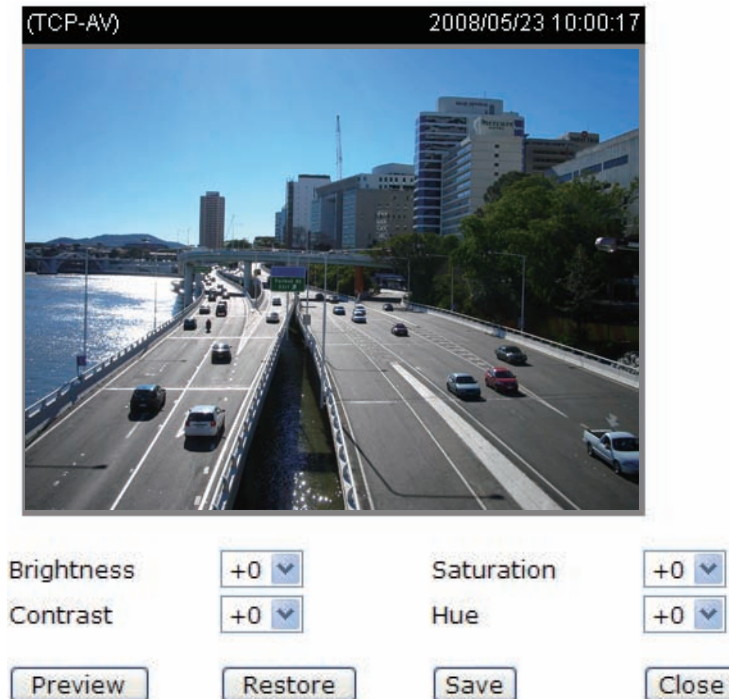 (TCP-AV) 2008/05/23 10:00:17
Brightness +0 Saturation +0
Contrast +0 Hue +0
Preview Restore Save Close